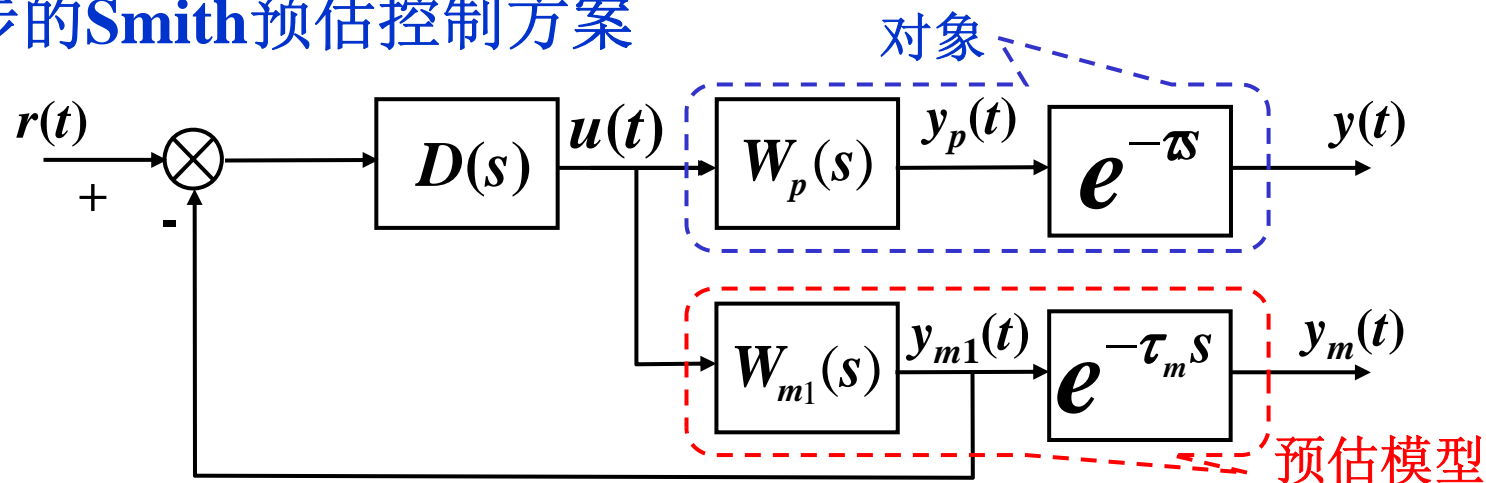 的Smith预估控制方案
对象
r(t)
+
-
D(s)
u(t)
W_p(s)
y_p(t)
e^{-τs}
y(t)
W_{m1}(s)
y_{m1}(t)
e^{-τ_m s}
y_m(t)
预估模型